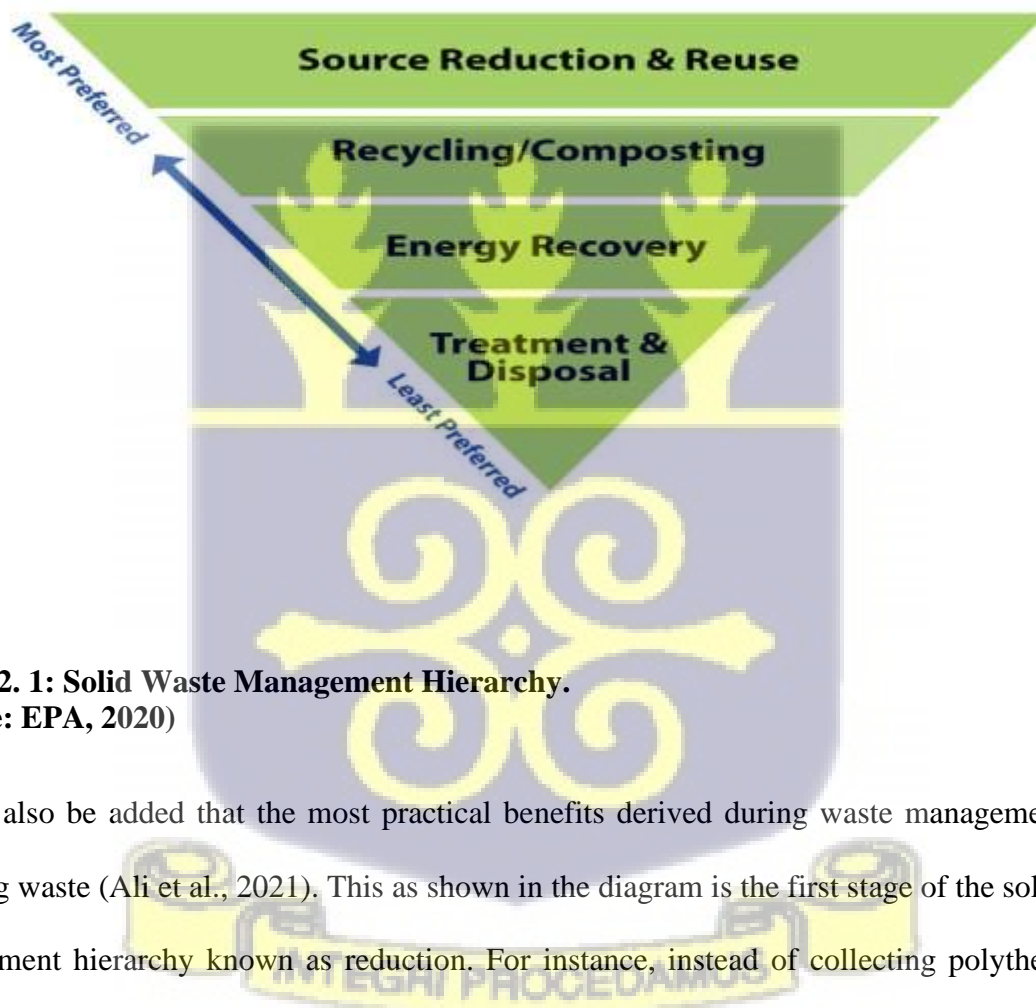 Source Reduction & Reuse
Most Preferred
Recycling/Composting
Energy Recovery
Treatment &
Disposal
Least Preferred
2. 1: Solid Waste Management Hierarchy.
e: EPA, 2020)
also be added that the most practical benefits derived during waste manageme
g waste (Ali et al., 2021). This as shown in the diagram is the first stage of the sol
ment hierarchy known as reduction. For instance, instead of collecting polythe
INTEGRI PROCEDAMUS